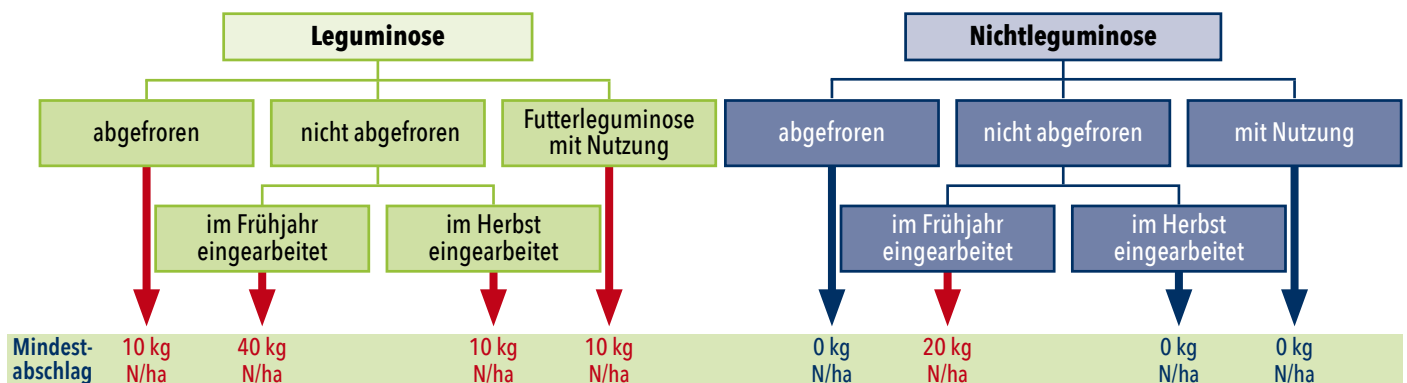 Leguminose
Nichtleguminose
abgefroren
nicht abgefroren
Futterleguminose
mit Nutzung
abgefroren
nicht abgefroren
mit Nutzung
im Frühjahr
eingearbeitet
im Herbst
eingearbeitet
im Frühjahr
eingearbeitet
im Herbst
eingearbeitet
Mindest-
abschlag
10 kg
N/ha
40 kg
N/ha
10 kg
N/ha
10 kg
N/ha
0 kg
N/ha
20 kg
N/ha
0 kg
N/ha
0 kg
N/ha